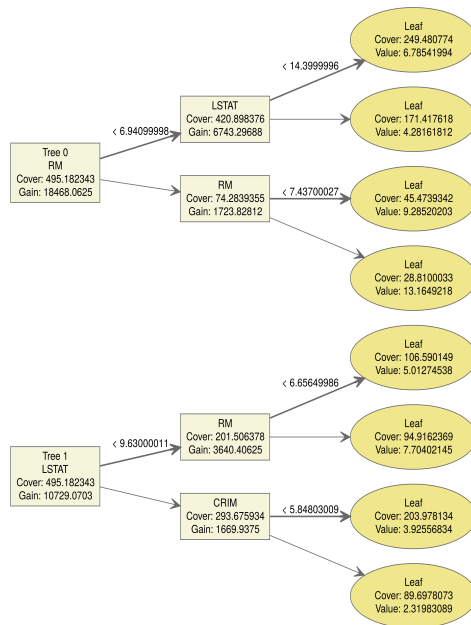 Leaf
Cover: 249.480774
Value: 6.78541994
< 14.3999996
LSTAT
Cover: 420.898376
Gain: 6743.29688
Leaf
Cover: 171.417618
Value: 4.28161812
< 6.94099998
Tree 0
RM
Cover: 495.182343
Gain: 18468.0625
RM
Cover: 74.2839355
Gain: 1723.82812
< 7.43700027
Leaf
Cover: 45.4739342
Value: 9.28520203
Leaf
Cover: 28.8100033
Value: 13.1649218
Leaf
Cover: 106.590149
Value: 5.01274538
< 6.65649986
RM
Cover: 201.506378
Gain: 3640.40625
Leaf
Cover: 94.9162369
Value: 7.70402145
< 9.63000011
Tree 1
LSTAT
Cover: 495.182343
Gain: 10729.0703
CRIM
Cover: 293.675934
Gain: 1669.9375
< 5.84803009
Leaf
Cover: 203.978134
Value: 3.92556834
Leaf
Cover: 89.6978073
Value: 2.31983089